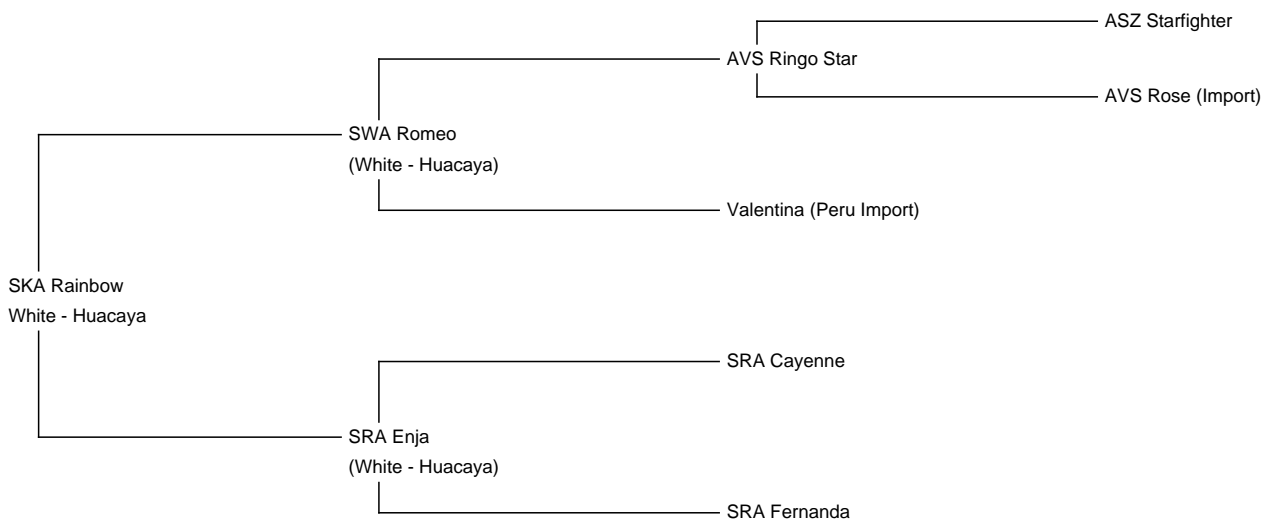 ASZ Starfighter
AVS Ringo Star
AVS Rose (Import)
SWA Romeo
(White - Huacaya)
Valentina (Peru Import)
SKA Rainbow
White - Huacaya
SRA Cayenne
SRA Enja
(White - Huacaya)
SRA Fernanda